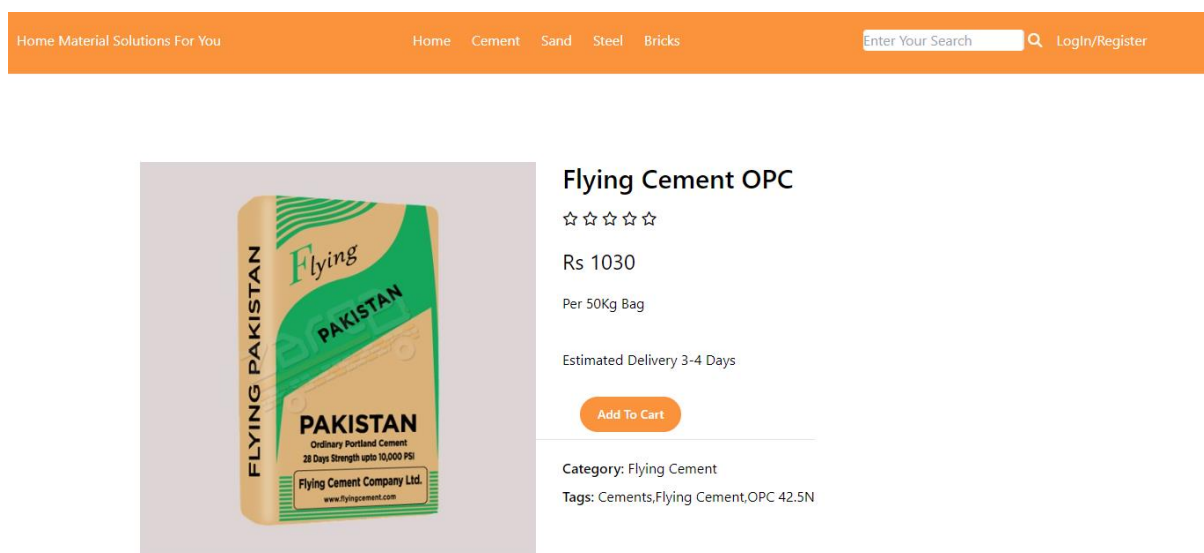 Home Material Solutions For You
Home Cement Sand Steel Bricks
Enter Your Search
LogIn/Register
Flying Cement OPC
Rs 1030
Per 50Kg Bag
Estimated Delivery 3-4 Days
Add To Cart
Category: Flying Cement
Tags: Cements,Flying Cement,OPC 42.5N
FLYING PAKISTAN
Flying
PAKISTAN
PAKISTAN
Ordinary Portland Cement
28 Days Strength upto 10,000 PSI
Flying Cement Company Ltd.
www.flyingcement.com